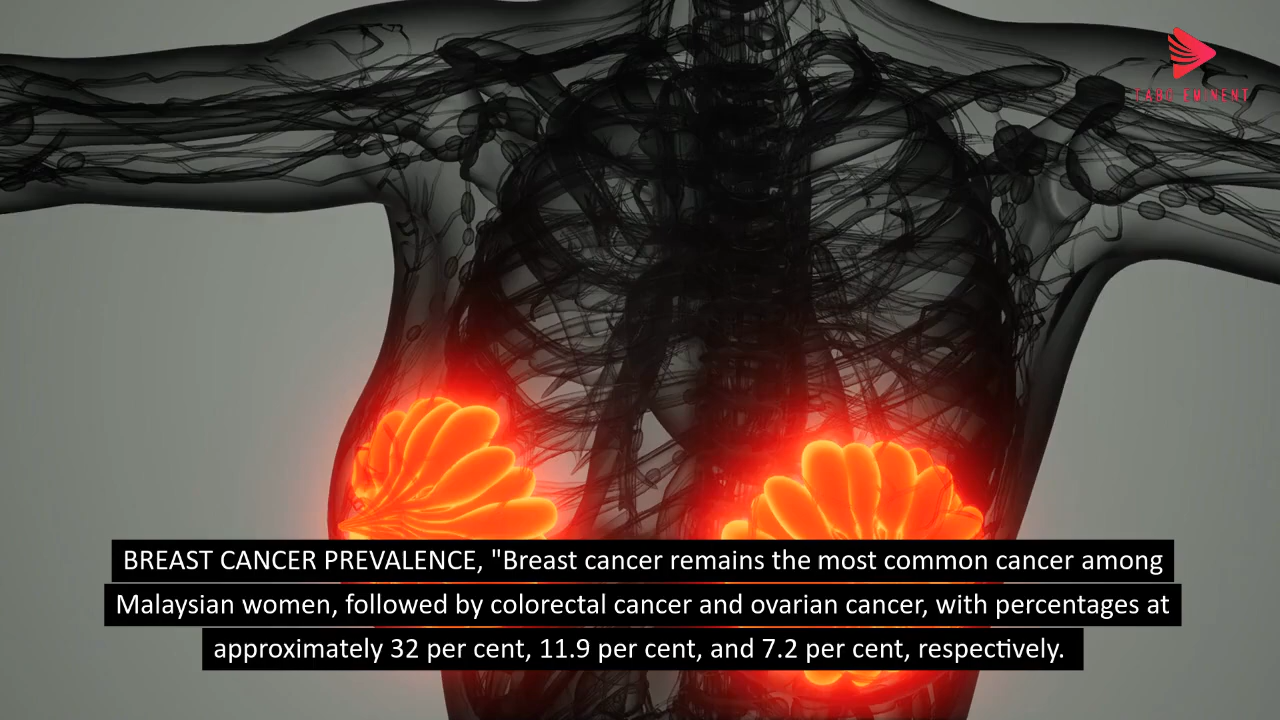 EMINENT
BREAST CANCER PREVALENCE, "Breast cancer remains the most common cancer among
Malaysian women, followed by colorectal cancer and ovarian cancer, with percentages at
approximately 32 per cent, 11.9 per cent, and 7.2 per cent, respectively.